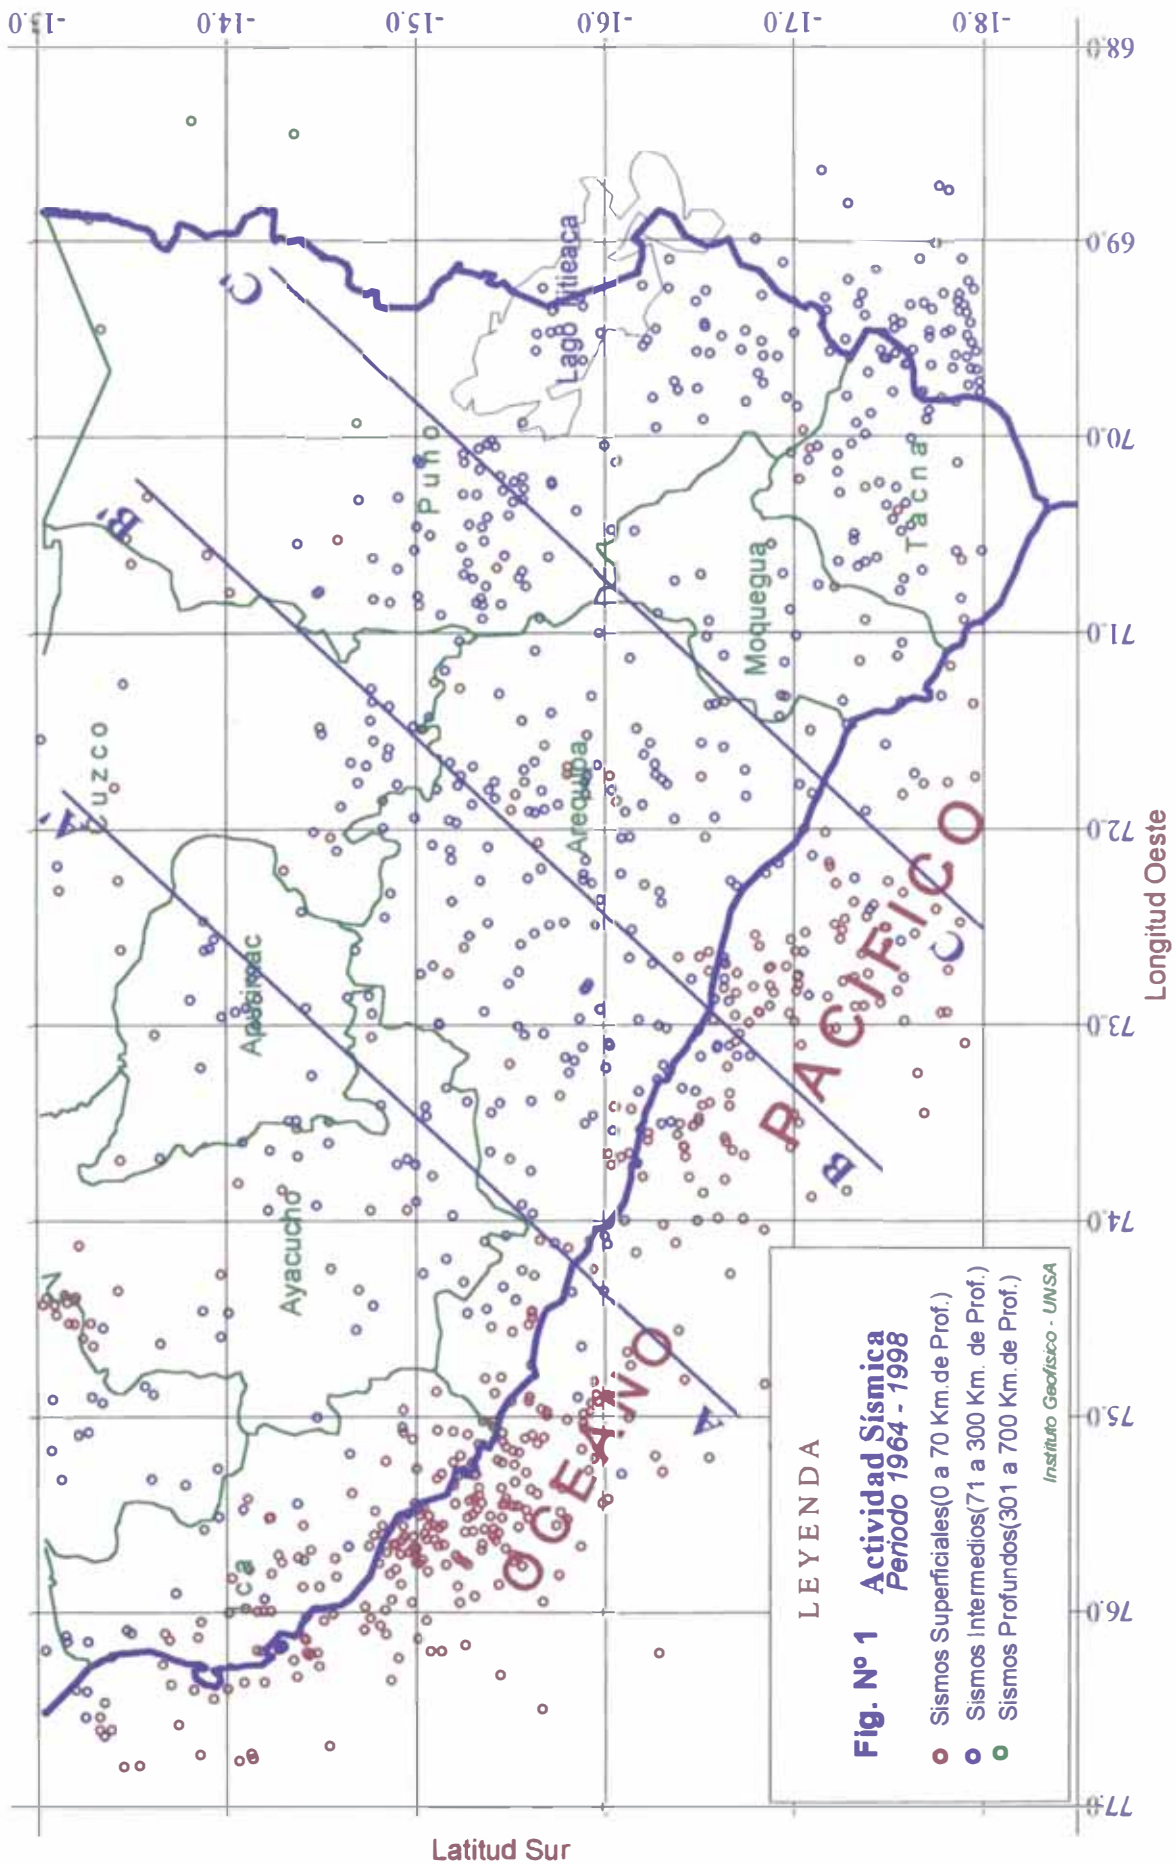 -13.0
-14.0
-15.0
-16.0
-17.0
-18.0
68.0
69.0
70.0
71.0
72.0
73.0
74.0
75.0
76.0
77.0
Latitud Sur
Longitud Oeste
Lago Titicaca
C'
B'
A'
Puno
Tacna
Moquegua
Cuzco
Arequipa
Apurimac
Ayacucho
Ica
OCEANO
PACIFICO
A
B
C
LEYENDA
Fig. Nº 1 Actividad Sísmica
Periodo 1964 - 1998
Sismos Superficiales(0 a 70 Km.de Prof.)
Sismos Intermedios(71 a 300 Km. de Prof.)
Sismos Profundos(301 a 700 Km.de Prof.)
Instituto Geofísico - UNSA